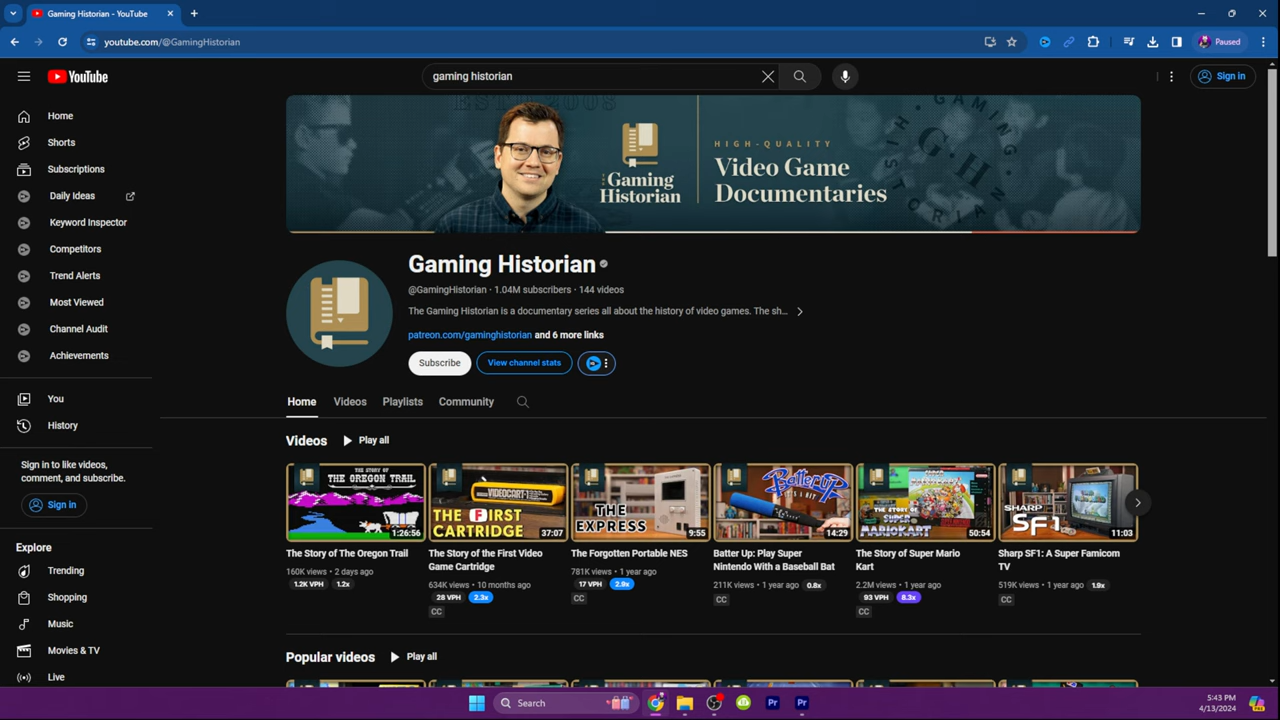 Gaming Historian - YouTube
youtube.com/@GamingHistorian
Paused
YouTube
gaming historian
Sign in
Home
Shorts
Subscriptions
Daily Ideas
Keyword Inspector
Competitors
Trend Alerts
Most Viewed
Channel Audit
Achievements
You
History
Sign in to like videos,
comment, and subscribe.
Sign in
Explore
Trending
Shopping
Music
Movies & TV
Live
Gaming
Historian
HIGH-QUALITY
Video Game
Documentaries
Gaming Historian
@GamingHistorian · 1.04M subscribers · 144 videos
The Gaming Historian is a documentary series all about the history of video games. The sh...
patreon.com/gaminghistorian and 6 more links
Subscribe
View channel stats
Home Videos Playlists Community
Videos Play all
THE STORY OF
THE OREGON TRAIL
1:26:56
The Story of The Oregon Trail
160K views · 2 days ago
1.2K VPH 1.2x
VIDEOCART-1
THE FIRST
CARTRIDGE
37:07
The Story of the First Video
Game Cartridge
634K views · 10 months ago
28 VPH 2.3x
CC
THE
EXPRESS
9:55
The Forgotten Portable NES
781K views · 1 year ago
17 VPH 2.9x
CC
BatterUP
14:29
Batter Up: Play Super
Nintendo With a Baseball Bat
211K views · 1 year ago 0.8x
CC
THE STORY OF
SUPER
MARIOKART
50:54
The Story of Super Mario
Kart
2.2M views · 1 year ago
93 VPH 8.3x
CC
SHARP
SF1
11:03
Sharp SF1: A Super Famicom
TV
519K views · 1 year ago 1.9x
CC
Popular videos Play all
Search
Pr
Pr
5:43 PM
4/13/2024